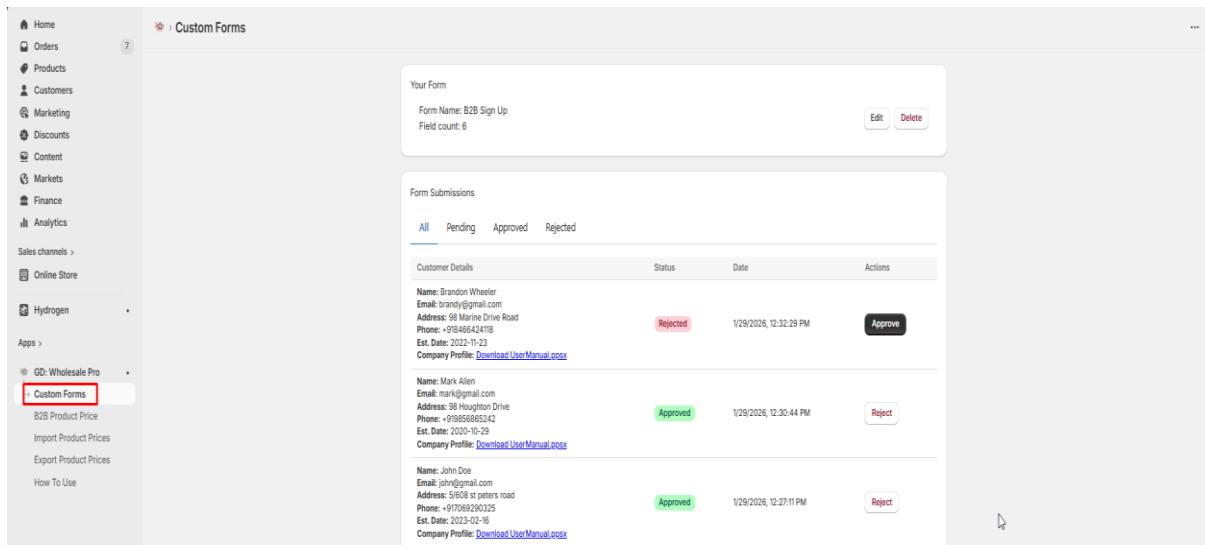 Home
Orders 7
Products
Customers
Marketing
Discounts
Content
Markets
Finance
Analytics
Sales channels >
Online Store
Hydrogen
Apps >
GD: Wholesale Pro
Custom Forms
B2B Product Price
Import Product Prices
Export Product Prices
How To Use
› Custom Forms
...
Your Form
Form Name: B2B Sign Up
Field count: 6
Edit Delete
Form Submissions
All Pending Approved Rejected
Customer Details Status Date Actions
Name: Brandon Wheeler
Email: brandy@gmail.com
Address: 98 Marine Drive Road
Phone: +918466424118
Est. Date: 2022-11-23
Company Profile: Download UserManual.ppsx
Rejected 1/29/2026, 12:32:29 PM Approve
Name: Mark Allen
Email: mark@gmail.com
Address: 98 Houghton Drive
Phone: +919856865242
Est. Date: 2020-10-29
Company Profile: Download UserManual.ppsx
Approved 1/29/2026, 12:30:44 PM Reject
Name: John Doe
Email: john@gmail.com
Address: 5/608 st peters road
Phone: +917069290325
Est. Date: 2023-02-16
Company Profile: Download UserManual.ppsx
Approved 1/29/2026, 12:27:11 PM Reject